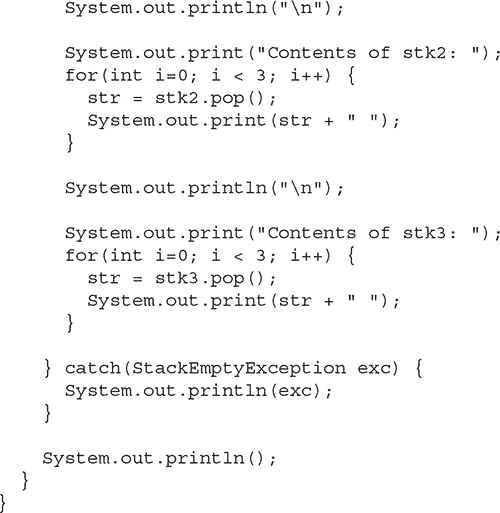 System.out.println("\n");

      System.out.print("Contents of stk2: ");
      for(int i=0; i < 3; i++) {
        str = stk2.pop();
        System.out.print(str + " ");
      }

      System.out.println("\n");

      System.out.print("Contents of stk3: ");
      for(int i=0; i < 3; i++) {
        str = stk3.pop();
        System.out.print(str + " ");
      }

    } catch(StackEmptyException exc) {
      System.out.println(exc);
    }

    System.out.println();
  }
}